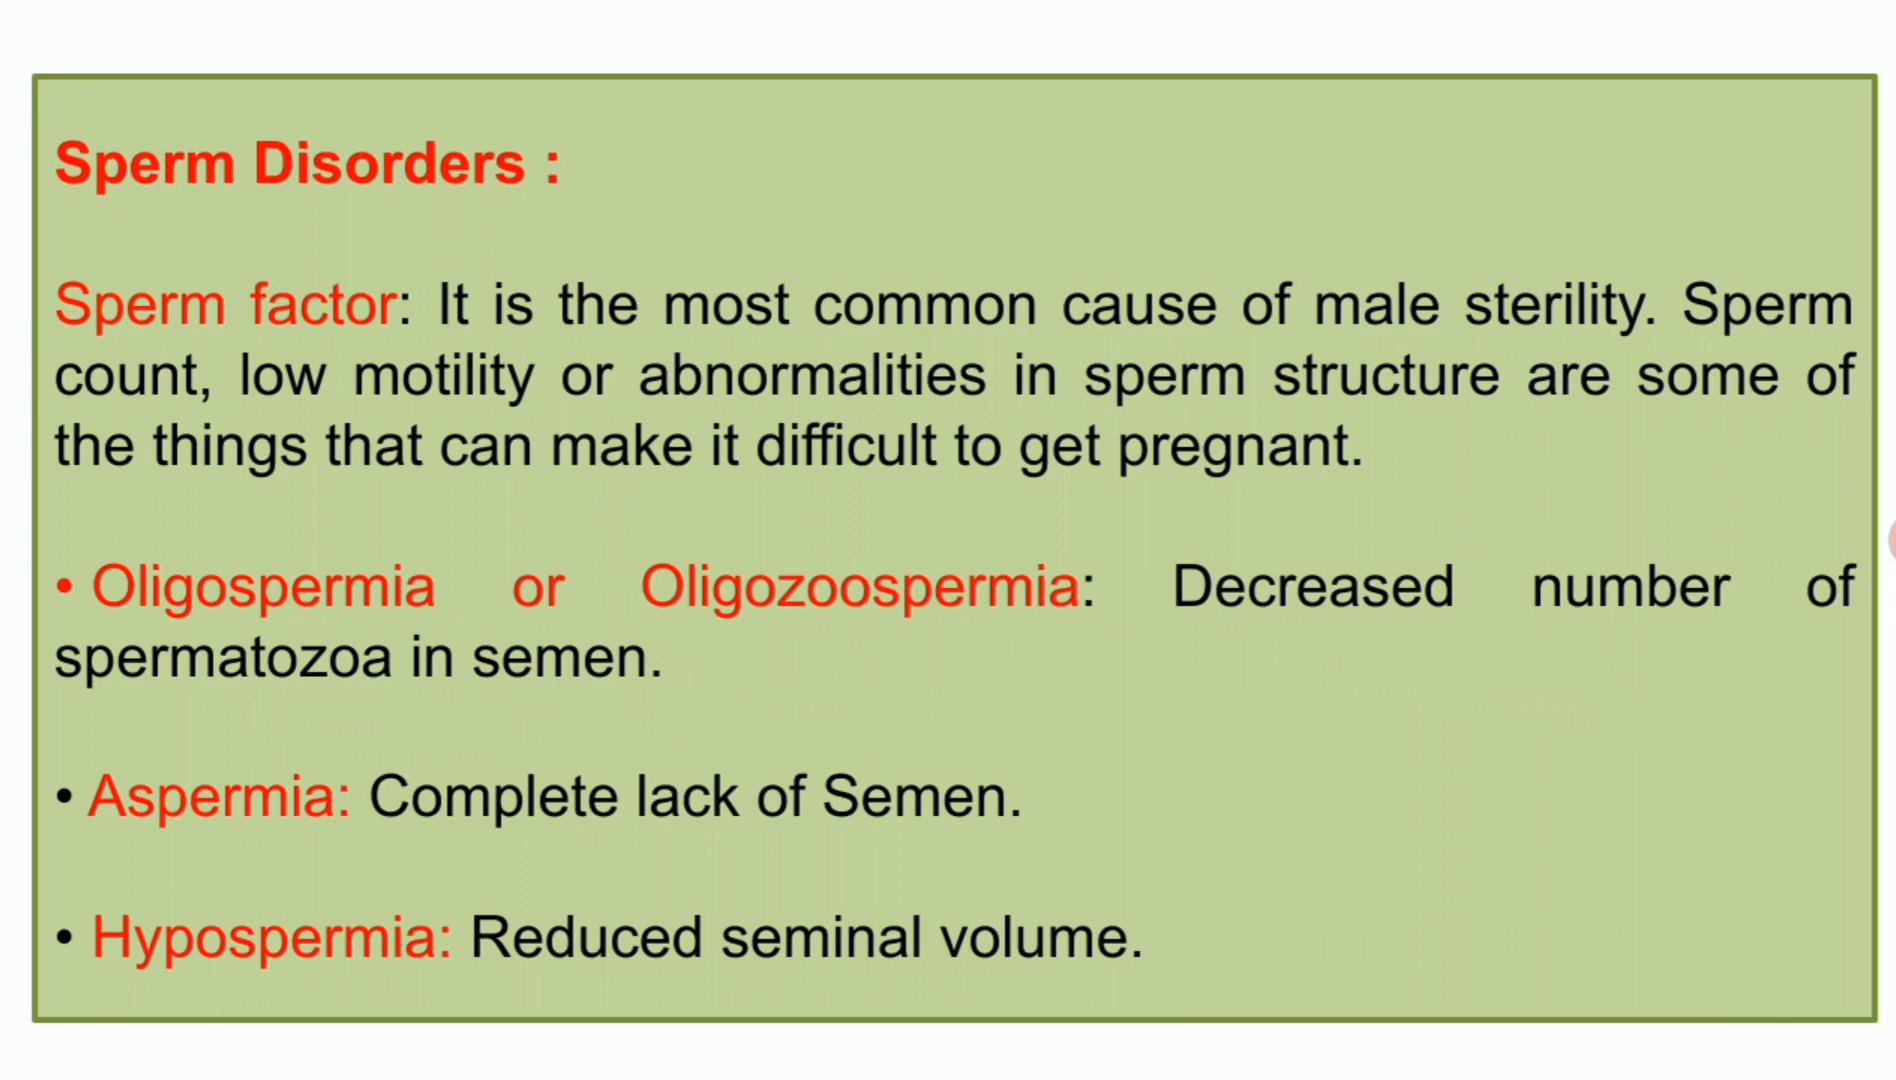 Sperm Disorders :
Sperm factor: It is the most common cause of male sterility. Sperm
count, low motility or abnormalities in sperm structure are some of
the things that can make it difficult to get pregnant.
• Oligospermia or Oligozoospermia: Decreased number of
spermatozoa in semen.
• Aspermia: Complete lack of Semen.
• Hypospermia: Reduced seminal volume.